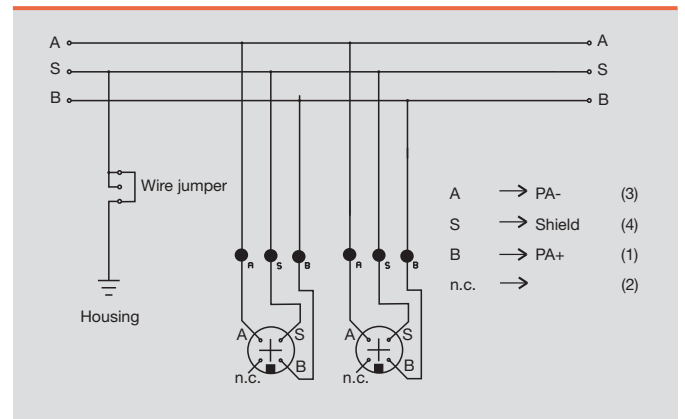 A A
S S
B B
Wire jumper
A → PA- (3)
S → Shield (4)
B → PA+ (1)
n.c. → (2)
A S B A S B
Housing
A S A S
B B
n.c. n.c.